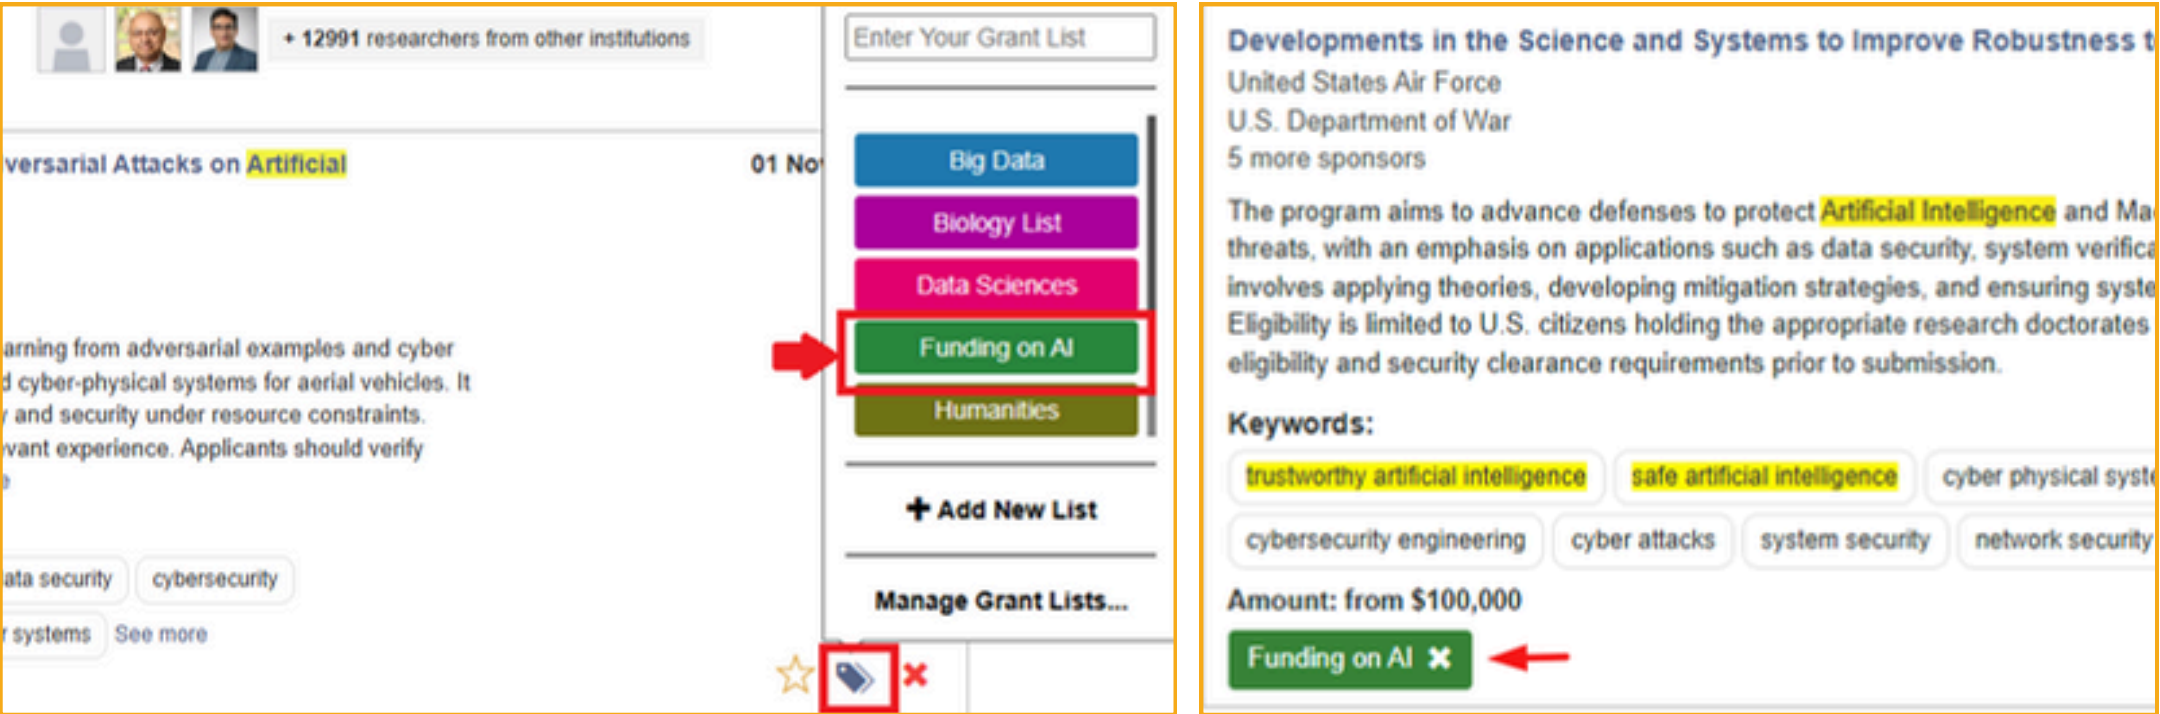 + 12991 researchers from other institutions
versarial Attacks on Artificial
01 Nov
arning from adversarial examples and cyber
d cyber-physical systems for aerial vehicles. It
and security under resource constraints.
vant experience. Applicants should verify
ata security
cybersecurity
r systems
See more
Enter Your Grant List
Big Data
Biology List
Data Sciences
Funding on AI
Humanities
+ Add New List
Manage Grant Lists...
Developments in the Science and Systems to Improve Robustness t
United States Air Force
U.S. Department of War
5 more sponsors
The program aims to advance defenses to protect Artificial Intelligence and Ma
threats, with an emphasis on applications such as data security, system verifica
involves applying theories, developing mitigation strategies, and ensuring syste
Eligibility is limited to U.S. citizens holding the appropriate research doctorates
eligibility and security clearance requirements prior to submission.
Keywords:
trustworthy artificial intelligence
safe artificial intelligence
cyber physical syste
cybersecurity engineering
cyber attacks
system security
network security
Amount: from $100,000
Funding on AI ✖